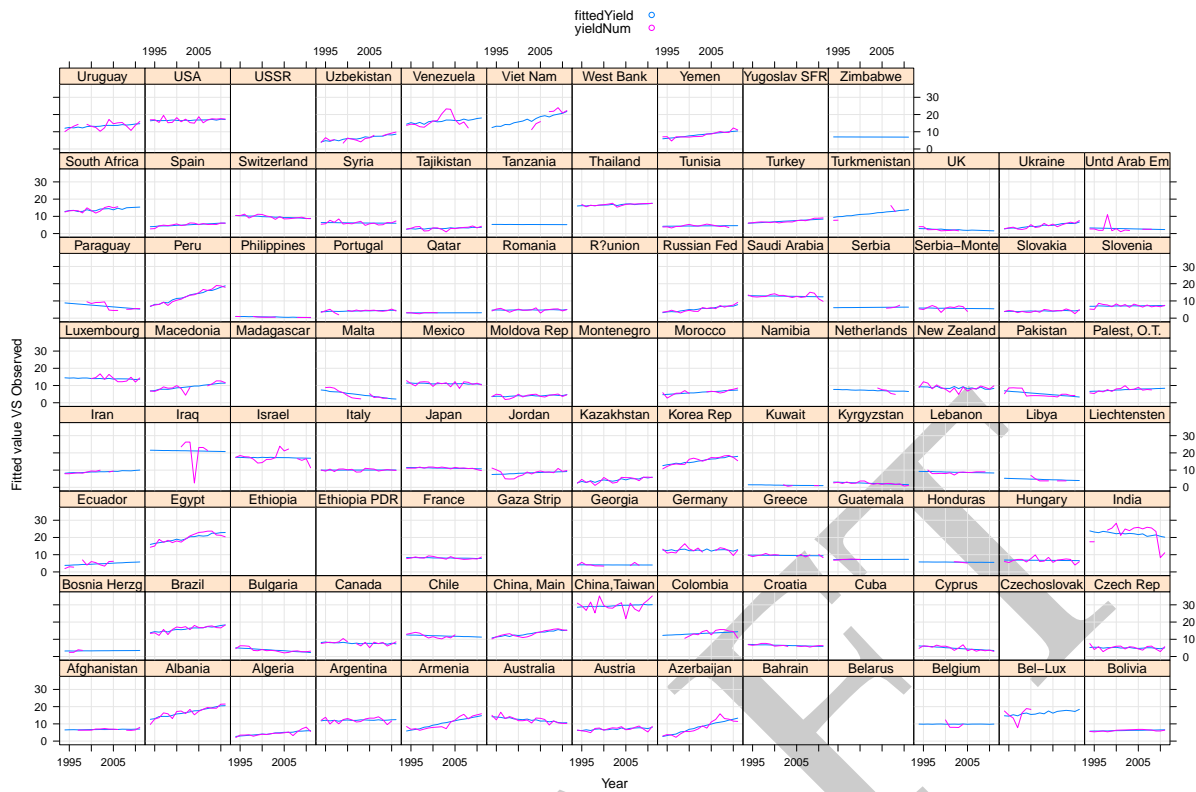 fittedYield
yieldNum
1995 2005 1995 2005 1995 2005 1995 2005 1995 2005
Uruguay USA USSR Uzbekistan Venezuela Viet Nam West Bank Yemen Yugoslav SFR Zimbabwe
30
20
10
0
South Africa Spain Switzerland Syria Tajikistan Tanzania Thailand Tunisia Turkey Turkmenistan UK Ukraine Untd Arab Em
30
20
10
0
Paraguay Peru Philippines Portugal Qatar Romania R?union Russian Fed Saudi Arabia Serbia Serbia−Monte Slovakia Slovenia
30
20
10
0
Luxembourg Macedonia Madagascar Malta Mexico Moldova Rep Montenegro Morocco Namibia Netherlands New Zealand Pakistan Palest, O.T.
30
20
10
0
Iran Iraq Israel Italy Japan Jordan Kazakhstan Korea Rep Kuwait Kyrgyzstan Lebanon Libya Liechtensten
30
20
10
0
Ecuador Egypt Ethiopia Ethiopia PDR France Gaza Strip Georgia Germany Greece Guatemala Honduras Hungary India
30
20
10
0
Bosnia Herzg Brazil Bulgaria Canada Chile China, Main China,Taiwan Colombia Croatia Cuba Cyprus Czechoslovak Czech Rep
30
20
10
0
Afghanistan Albania Algeria Argentina Armenia Australia Austria Azerbaijan Bahrain Belarus Belgium Bel−Lux Bolivia
30
20
10
0
1995 2005 1995 2005 1995 2005 1995 2005 1995 2005 1995 2005 1995 2005
Year
Fitted value VS Observed